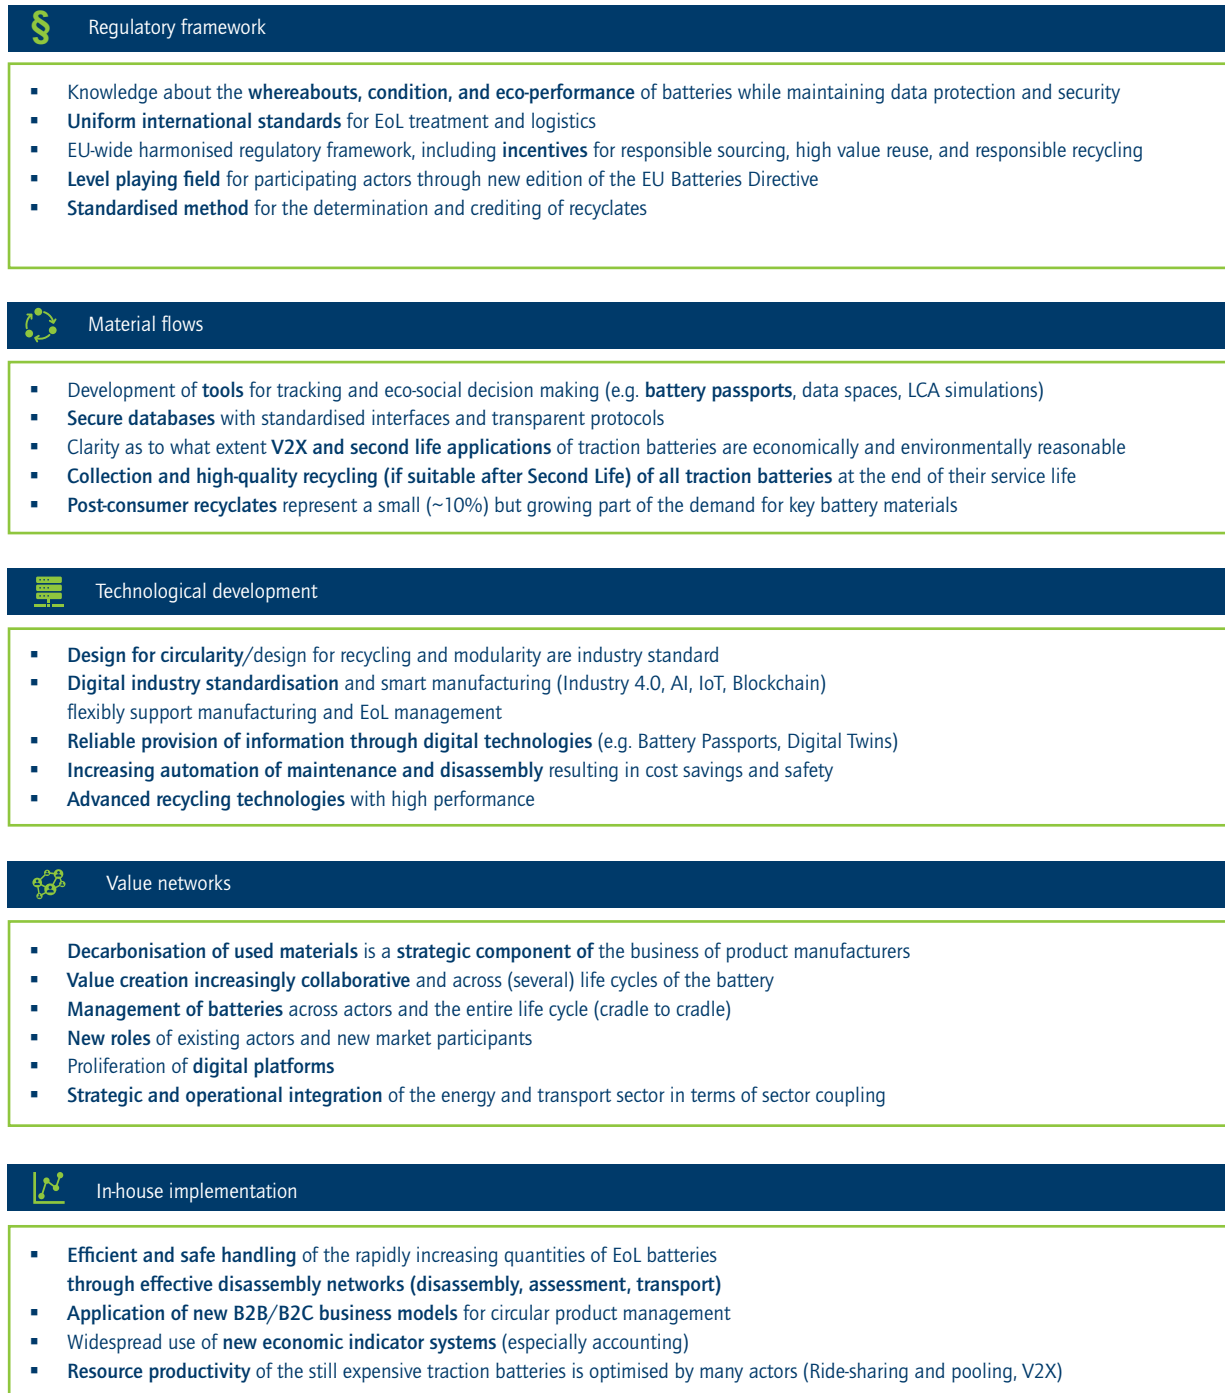 § Regulatory framework
▪ Knowledge about the whereabouts, condition, and eco-performance of batteries while maintaining data protection and security
▪ Uniform international standards for EoL treatment and logistics
▪ EU-wide harmonised regulatory framework, including incentives for responsible sourcing, high value reuse, and responsible recycling
▪ Level playing field for participating actors through new edition of the EU Batteries Directive
▪ Standardised method for the determination and crediting of recyclates
Material flows
▪ Development of tools for tracking and eco-social decision making (e.g. battery passports, data spaces, LCA simulations)
▪ Secure databases with standardised interfaces and transparent protocols
▪ Clarity as to what extent V2X and second life applications of traction batteries are economically and environmentally reasonable
▪ Collection and high-quality recycling (if suitable after Second Life) of all traction batteries at the end of their service life
▪ Post-consumer recyclates represent a small (~10%) but growing part of the demand for key battery materials
Technological development
▪ Design for circularity/design for recycling and modularity are industry standard
▪ Digital industry standardisation and smart manufacturing (Industry 4.0, AI, IoT, Blockchain)
flexibly support manufacturing and EoL management
▪ Reliable provision of information through digital technologies (e.g. Battery Passports, Digital Twins)
▪ Increasing automation of maintenance and disassembly resulting in cost savings and safety
▪ Advanced recycling technologies with high performance
Value networks
▪ Decarbonisation of used materials is a strategic component of the business of product manufacturers
▪ Value creation increasingly collaborative and across (several) life cycles of the battery
▪ Management of batteries across actors and the entire life cycle (cradle to cradle)
▪ New roles of existing actors and new market participants
▪ Proliferation of digital platforms
▪ Strategic and operational integration of the energy and transport sector in terms of sector coupling
In-house implementation
▪ Efficient and safe handling of the rapidly increasing quantities of EoL batteries
through effective disassembly networks (disassembly, assessment, transport)
▪ Application of new B2B/B2C business models for circular product management
▪ Widespread use of new economic indicator systems (especially accounting)
▪ Resource productivity of the still expensive traction batteries is optimised by many actors (Ride-sharing and pooling, V2X)